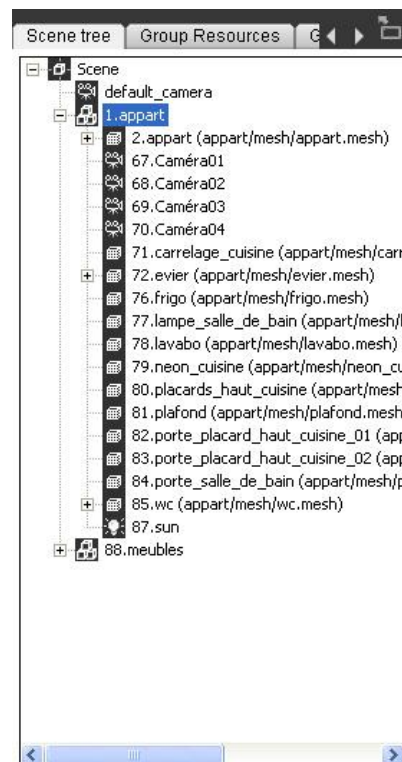 Scene tree Group Resources
Scene
default_camera
1.appart
2.appart (appart/mesh/appart.mesh)
67.Caméra01
68.Caméra02
69.Caméra03
70.Caméra04
71.carrelage_cuisine (appart/mesh/carr
72.evier (appart/mesh/evier.mesh)
76.frigo (appart/mesh/frigo.mesh)
77.lampe_salle_de_bain (appart/mesh/l
78.lavabo (appart/mesh/lavabo.mesh)
79.neon_cuisine (appart/mesh/neon_cu
80.placards_haut_cuisine (appart/mesh
81.plafond (appart/mesh/plafond.mesh
82.porte_placard_haut_cuisine_01 (app
83.porte_placard_haut_cuisine_02 (app
84.porte_salle_de_bain (appart/mesh/p
85.wc (appart/mesh/wc.mesh)
87.sun
88.meubles